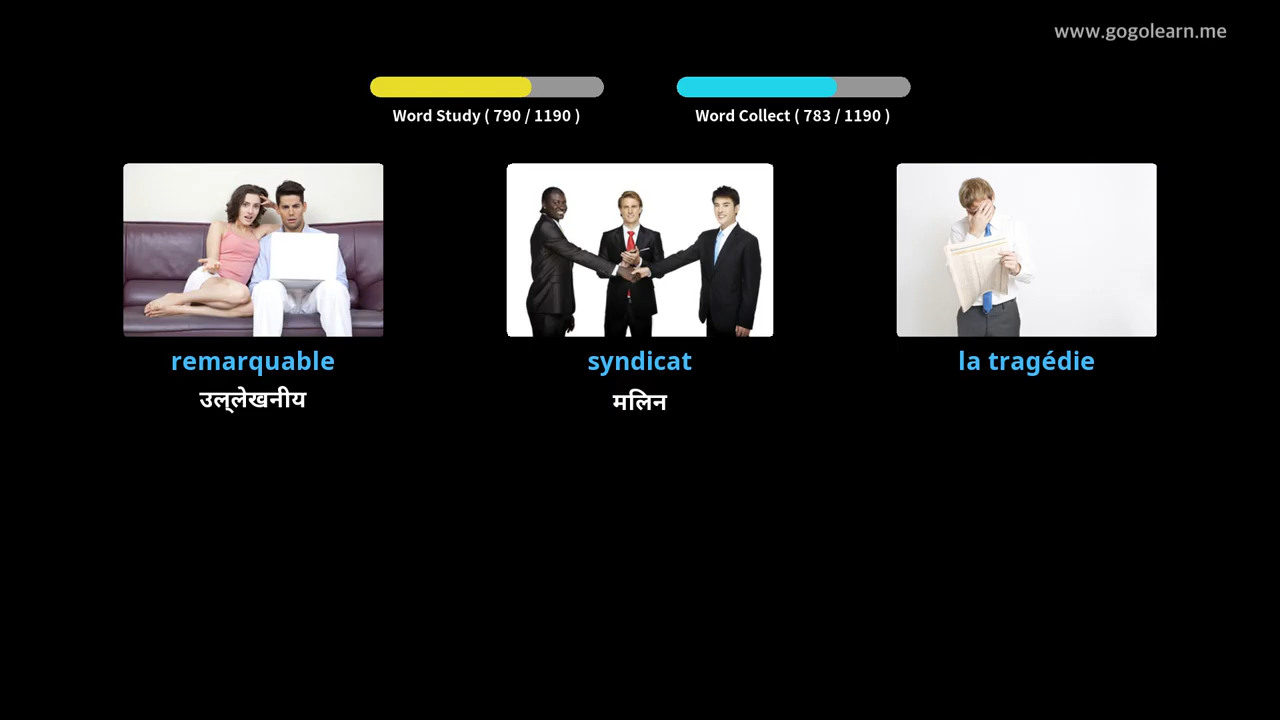 www.gogolearn.me
Word Study ( 790 / 1190 )
Word Collect ( 783 / 1190 )
remarquable
syndicat
la tragédie
उल्लेखनीय
मलिन